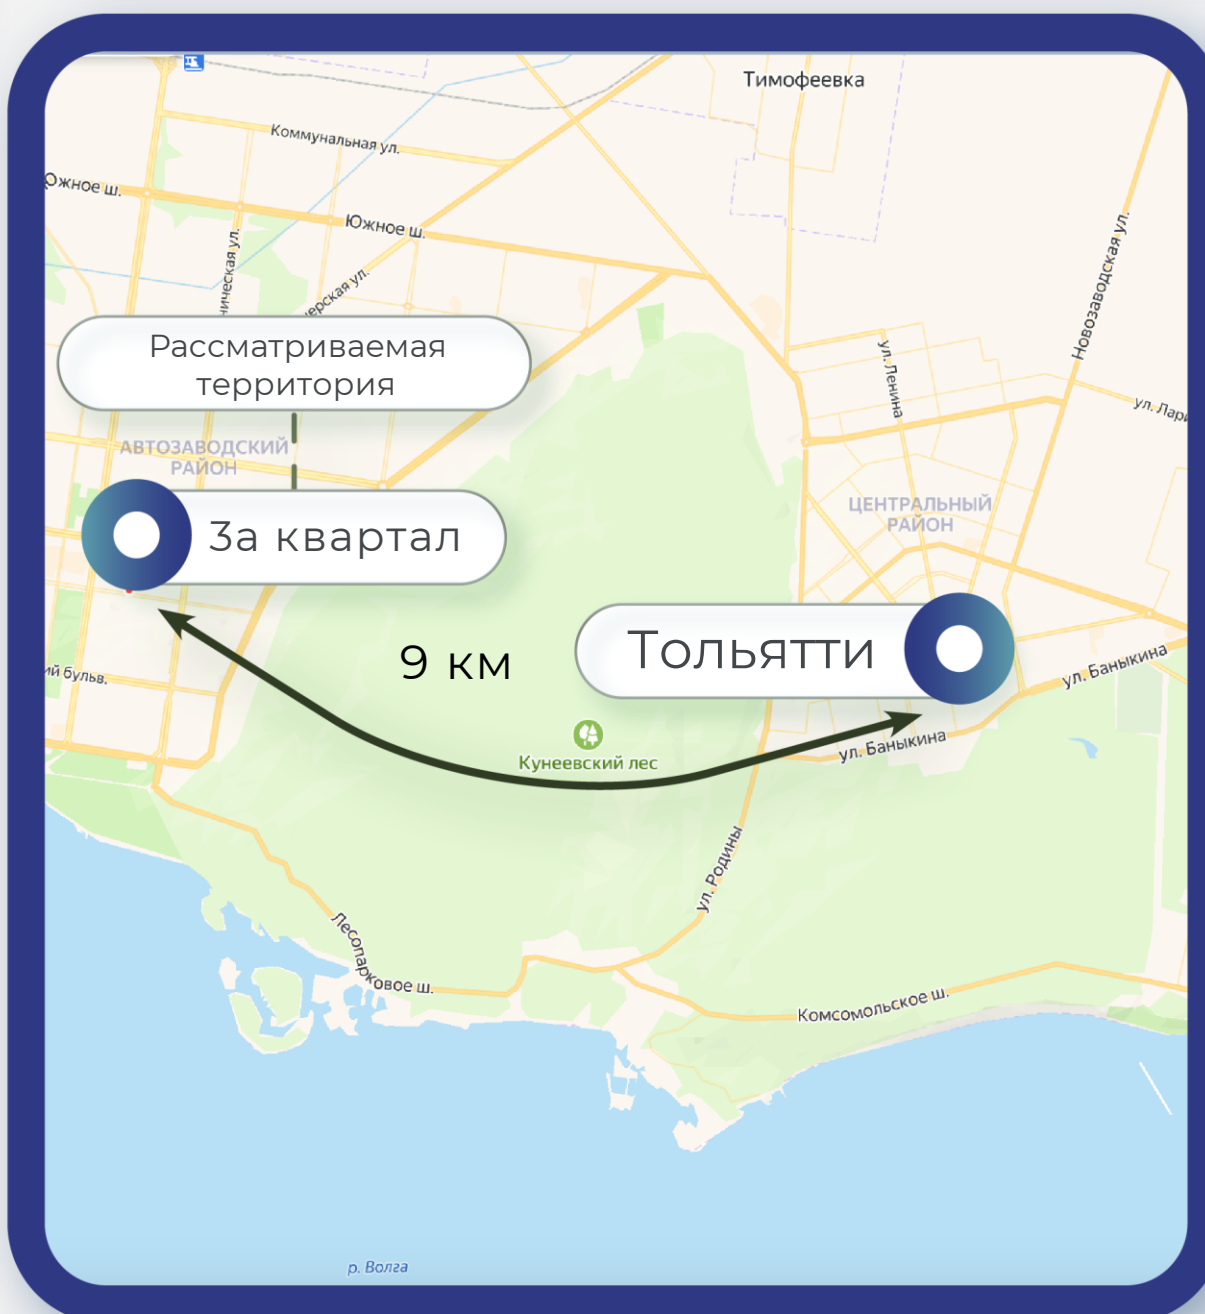 Тимофеевка
Коммунальная ул.
Южное ш.
Южное ш.
Новозаводская ул.
Рассматриваемая
территория
ул. Ленина
АВТОЗАВОДСКИЙ
РАЙОН
ЦЕНТРАЛЬНЫЙ
РАЙОН
3а квартал
Тольятти
9 км
ул. Баныкина
ул. Баныкина
Кунеевский лес
ул. Родины
Лесопарковое ш.
Комсомольское ш.
р. Волга